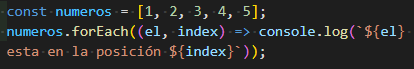 const numeros = [1, 2, 3, 4, 5];
numeros.forEach((el, index) => console.log(`${el}
esta en la posición ${index}`));